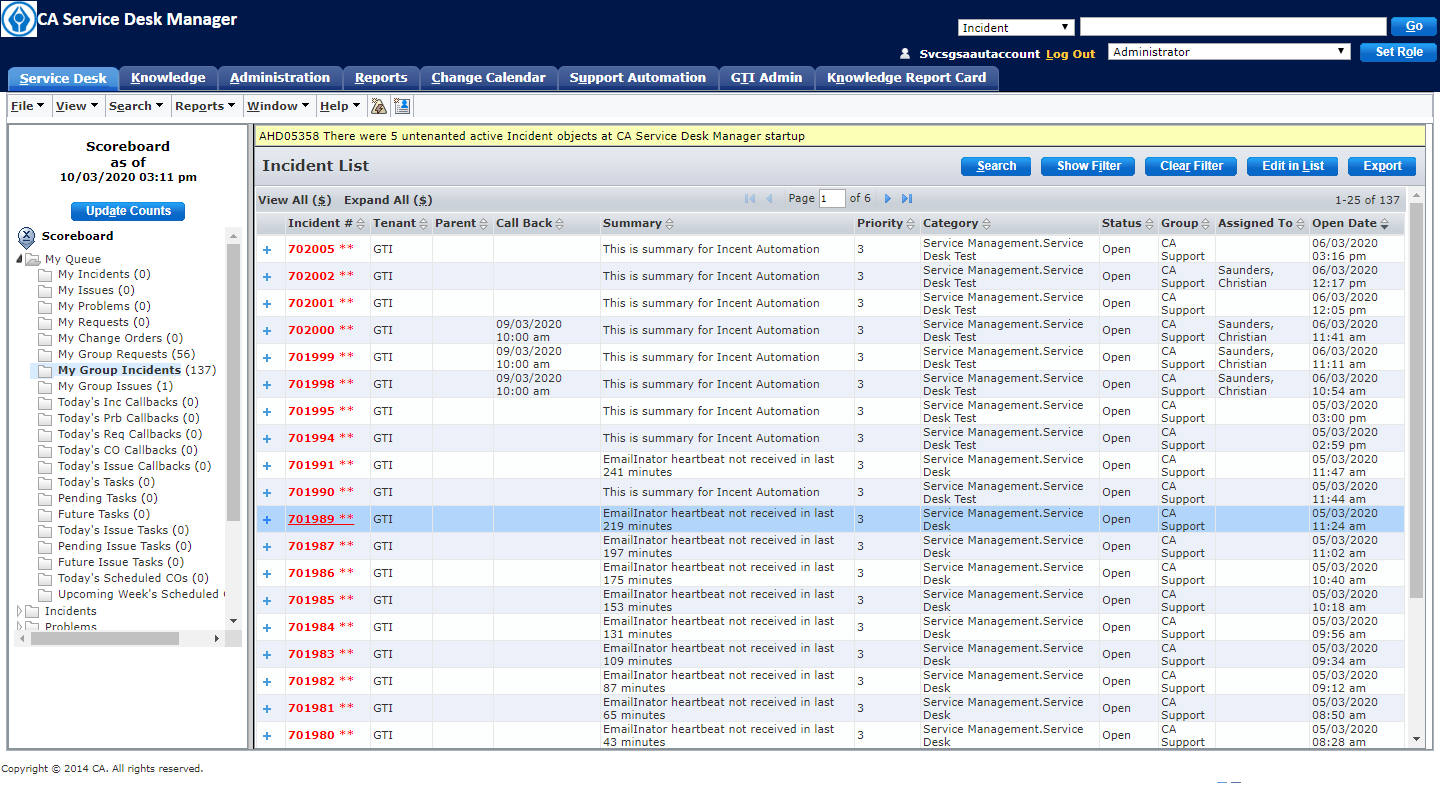 CA Service Desk Manager
Incident
Go
Svcsgsaautaccount Log Out Administrator Set Role
Service Desk Knowledge Administration Reports Change Calendar Support Automation GTI Admin Knowledge Report Card
File View Search Reports Window Help
Scoreboard
as of
10/03/2020 03:11 pm
Update Counts
Scoreboard
My Queue
My Incidents (0)
My Issues (0)
My Problems (0)
My Requests (0)
My Change Orders (0)
My Group Requests (56)
My Group Incidents (137)
My Group Issues (1)
Today's Inc Callbacks (0)
Today's Prb Callbacks (0)
Today's Req Callbacks (0)
Today's CO Callbacks (0)
Today's Issue Callbacks (0)
Today's Tasks (0)
Pending Tasks (0)
Future Tasks (0)
Today's Issue Tasks (0)
Pending Issue Tasks (0)
Future Issue Tasks (0)
Today's Scheduled COs (0)
Upcoming Week's Scheduled
Incidents
Problems
AHD05358 There were 5 untenanted active Incident objects at CA Service Desk Manager startup
Incident List
Search Show Filter Clear Filter Edit in List Export
View All ($) Expand All ($) Page 1 of 6 1-25 of 137
Incident # Tenant Parent Call Back Summary Priority Category Status Group Assigned To Open Date
702005 ** GTI This is summary for Incent Automation 3 Service Management.Service Desk Test Open CA Support 06/03/2020 03:16 pm
702002 ** GTI This is summary for Incent Automation 3 Service Management.Service Desk Test Open CA Support Saunders, Christian 06/03/2020 12:17 pm
702001 ** GTI This is summary for Incent Automation 3 Service Management.Service Desk Test Open CA Support 06/03/2020 12:05 pm
702000 ** GTI 09/03/2020 10:00 am This is summary for Incent Automation 3 Service Management.Service Desk Test Open CA Support Saunders, Christian 06/03/2020 11:41 am
701999 ** GTI 09/03/2020 10:00 am This is summary for Incent Automation 3 Service Management.Service Desk Test Open CA Support Saunders, Christian 06/03/2020 11:11 am
701998 ** GTI 09/03/2020 10:00 am This is summary for Incent Automation 3 Service Management.Service Desk Test Open CA Support Saunders, Christian 06/03/2020 10:54 am
701995 ** GTI This is summary for Incent Automation 3 Service Management.Service Desk Test Open CA Support 05/03/2020 03:00 pm
701994 ** GTI This is summary for Incent Automation 3 Service Management.Service Desk Test Open CA Support 05/03/2020 02:59 pm
701991 ** GTI EmailInator heartbeat not received in last 241 minutes 3 Service Management.Service Desk Open CA Support 05/03/2020 11:47 am
701990 ** GTI This is summary for Incent Automation 3 Service Management.Service Desk Test Open CA Support 05/03/2020 11:44 am
701989 ** GTI EmailInator heartbeat not received in last 219 minutes 3 Service Management.Service Desk Open CA Support 05/03/2020 11:24 am
701987 ** GTI EmailInator heartbeat not received in last 197 minutes 3 Service Management.Service Desk Open CA Support 05/03/2020 11:02 am
701986 ** GTI EmailInator heartbeat not received in last 175 minutes 3 Service Management.Service Desk Open CA Support 05/03/2020 10:40 am
701985 ** GTI EmailInator heartbeat not received in last 153 minutes 3 Service Management.Service Desk Open CA Support 05/03/2020 10:18 am
701984 ** GTI EmailInator heartbeat not received in last 131 minutes 3 Service Management.Service Desk Open CA Support 05/03/2020 09:56 am
701983 ** GTI EmailInator heartbeat not received in last 109 minutes 3 Service Management.Service Desk Open CA Support 05/03/2020 09:34 am
701982 ** GTI EmailInator heartbeat not received in last 87 minutes 3 Service Management.Service Desk Open CA Support 05/03/2020 09:12 am
701981 ** GTI EmailInator heartbeat not received in last 65 minutes 3 Service Management.Service Desk Open CA Support 05/03/2020 08:50 am
701980 ** GTI EmailInator heartbeat not received in last 43 minutes 3 Service Management.Service Desk Open CA Support 05/03/2020 08:28 am
Copyright © 2014 CA. All rights reserved.